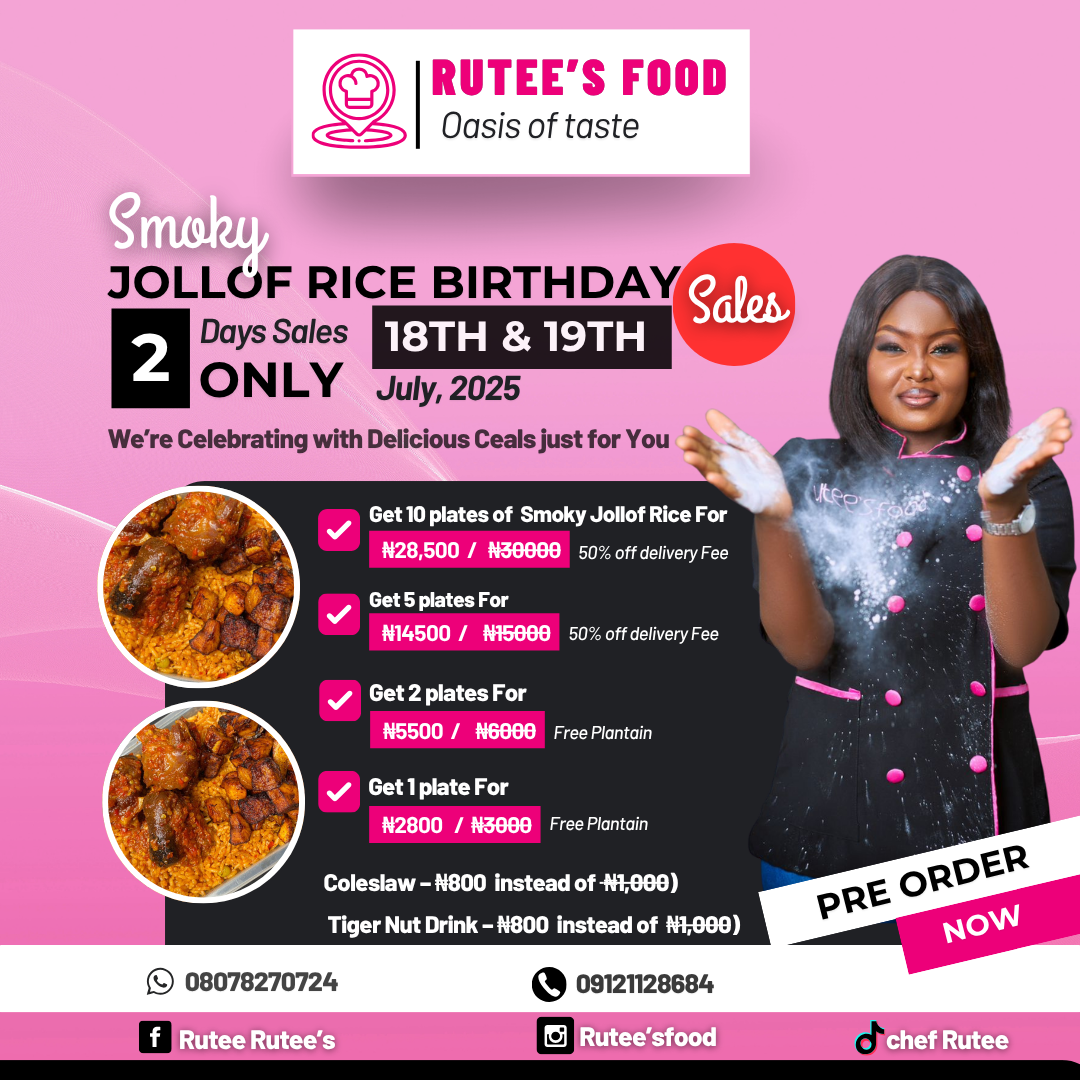 RUTEE'S FOOD
Oasis of taste
Smoky
JOLLOF RICE BIRTHDAY Sales
2 Days Sales ONLY
18TH & 19TH
July, 2025
We're Celebrating with Delicious Ceals just for You
Get 10 plates of Smoky Jollof Rice For
₦28,500 / ₦30000 50% off delivery Fee
Get 5 plates For
₦14500 / ₦15000 50% off delivery Fee
Get 2 plates For
₦5500 / ₦6000 Free Plantain
Get 1 plate For
₦2800 / ₦3000 Free Plantain
Coleslaw – ₦800 instead of ₦1,000)
Tiger Nut Drink – ₦800 instead of ₦1,000)
PRE ORDER
NOW
08078270724
09121128684
Rutee Rutee's
Rutee'sfood
chef Rutee